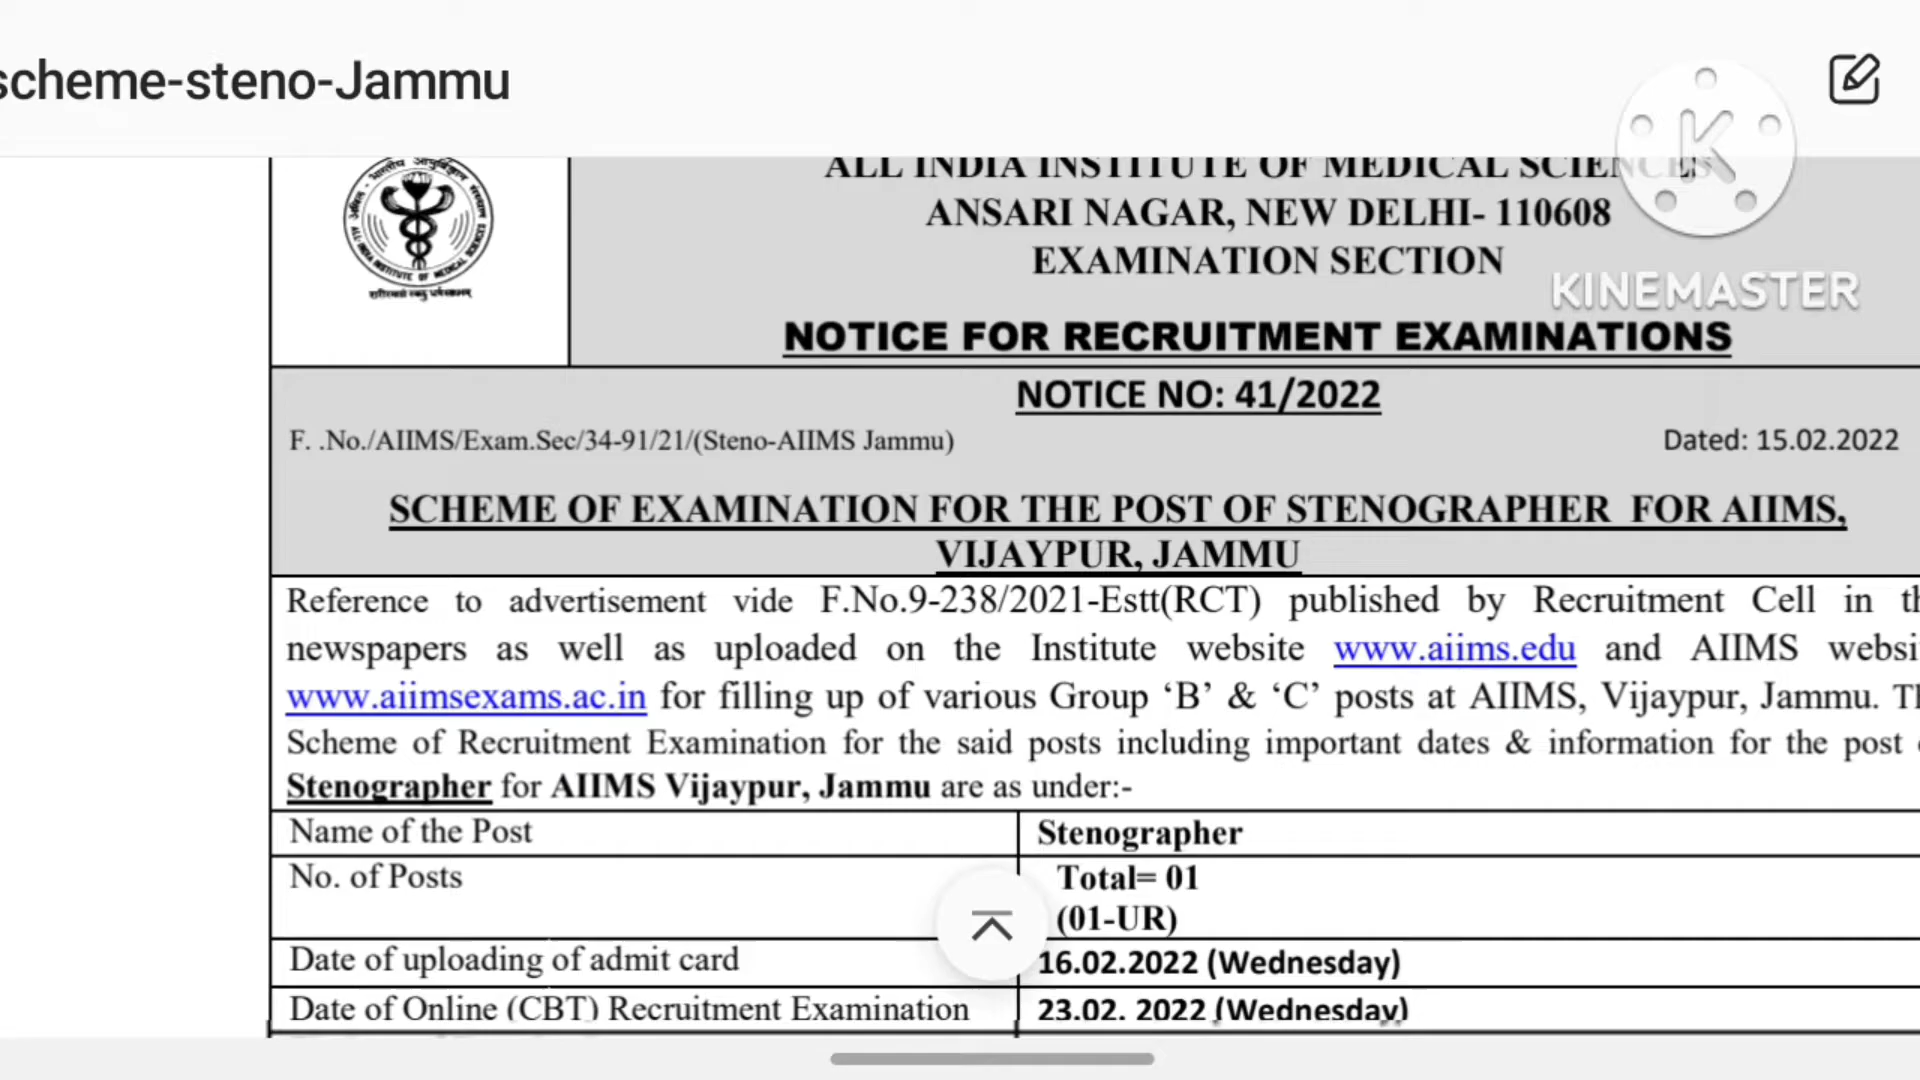 scheme-steno-Jammu
ALL INDIA INSTITUTE OF MEDICAL SCIENCES
ANSARI NAGAR, NEW DELHI- 110608
EXAMINATION SECTION
KINEMASTER
NOTICE FOR RECRUITMENT EXAMINATIONS
NOTICE NO: 41/2022
F. .No./AIIMS/Exam.Sec/34-91/21/(Steno-AIIMS Jammu) Dated: 15.02.2022
SCHEME OF EXAMINATION FOR THE POST OF STENOGRAPHER FOR AIIMS,
VIJAYPUR, JAMMU
Reference to advertisement vide F.No.9-238/2021-Estt(RCT) published by Recruitment Cell in
newspapers as well as uploaded on the Institute website www.aiims.edu and AIIMS
www.aiimsexams.ac.in for filling up of various Group ‘B’ & ‘C’ posts at AIIMS, Vijaypur, Jammu.
Scheme of Recruitment Examination for the said posts including important dates & information for the post
Stenographer for AIIMS Vijaypur, Jammu are as under:-
Name of the Post Stenographer
No. of Posts Total= 01
(01-UR)
Date of uploading of admit card 16.02.2022 (Wednesday)
Date of Online (CBT) Recruitment Examination 23.02. 2022 (Wednesday)